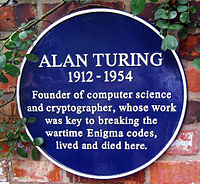 ALAN TURING
1912 - 1954
Founder of computer science
and cryptographer, whose work
was key to breaking the
wartime Enigma codes,
lived and died here.